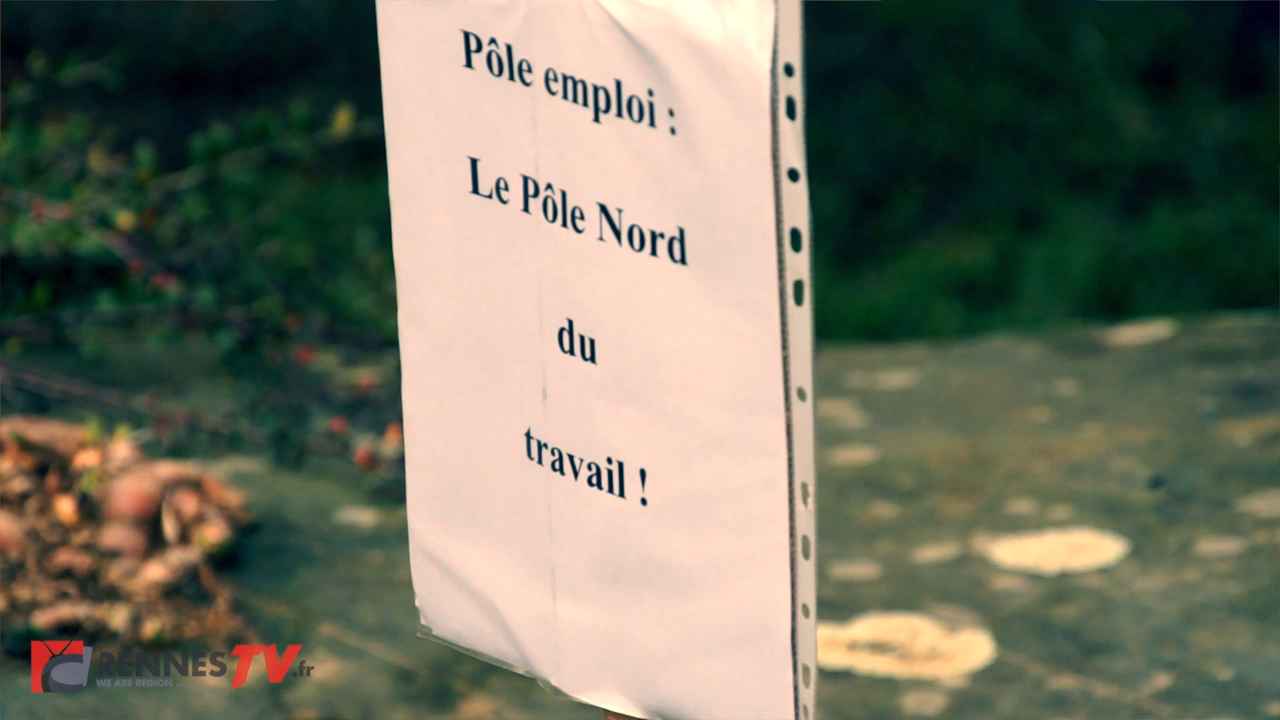 Pôle emploi :
Le Pôle Nord
du
travail !
RENNESTV.fr
WE ARE REGION ...